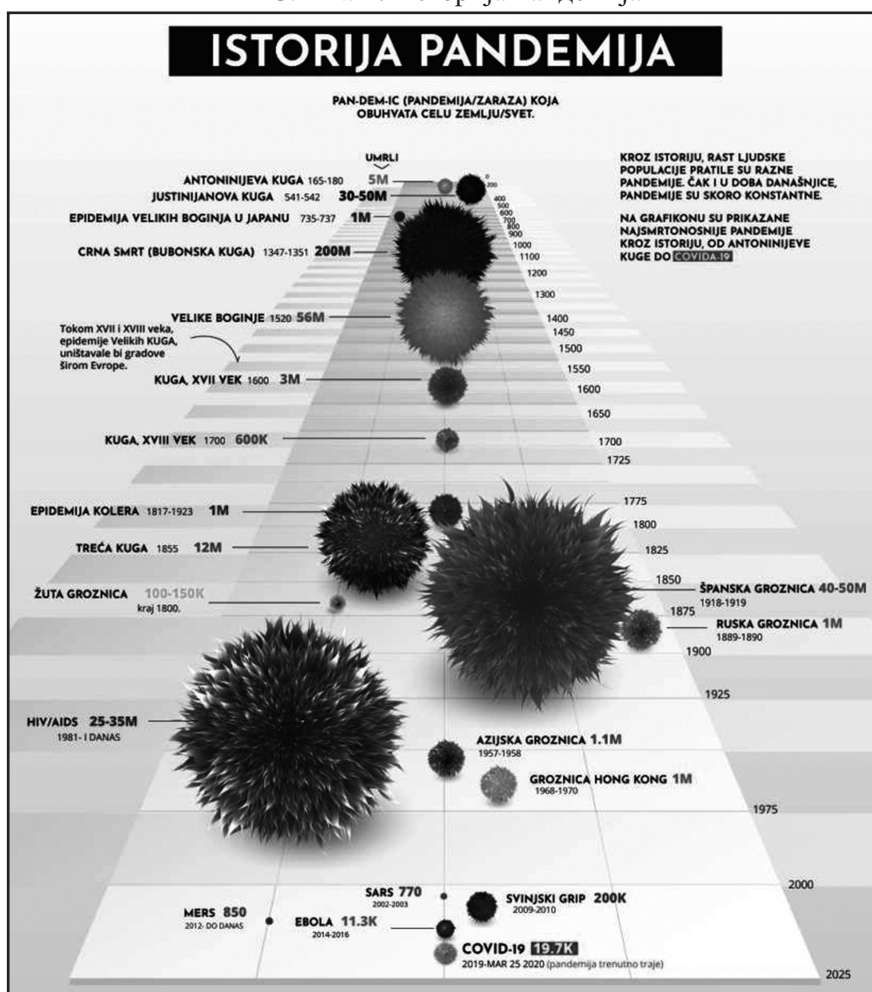 ISTORIJA PANDEMIJA
PAN-DEM-IC (PANDEMIJA/ZARAZA) KOJA
OBUHVATA CELU ZEMLJU/SVET.
UMRLI
KROZ ISTORIJU, RAST LJUDSKE
POPULACIJE PRATILE SU RAZNE
PANDEMIJE. ČAK I U DOBA DANAŠNJICE,
PANDEMIJE SU SKORO KONSTANTNE.
NA GRAFIKONU SU PRIKAZANE
NAJSMRTONOSNIJE PANDEMIJE
KROZ ISTORIJU, OD ANTONINIJEVE
KUGE DO COVIDA-19
ANTONINIJEVA KUGA 165-180 5M
JUSTINIJANOVA KUGA 541-542 30-50M
EPIDEMIJA VELIKIH BOGINJA U JAPANU 735-737 1M
CRNA SMRT (BUBONSKA KUGA) 1347-1351 200M
VELIKE BOGINJE 1520 56M
Tokom XVII i XVIII veka,
epidemije Velikih KUGA,
uništavale bi gradove
širom Evrope.
KUGA, XVII VEK 1600 3M
KUGA, XVIII VEK 1700 600K
EPIDEMIJA KOLERA 1817-1923 1M
TREĆA KUGA 1855 12M
ŽUTA GROZNICA 100-150K
kraj 1800.
ŠPANSKA GROZNICA 40-50M
1918-1919
RUSKA GROZNICA 1M
1889-1890
HIV/AIDS 25-35M
1981- I DANAS
AZIJSKA GROZNICA 1.1M
1957-1958
GROZNICA HONG KONG 1M
1968-1970
SARS 770
2002-2003
SVINJSKI GRIP 200K
2009-2010
MERS 850
2012- DO DANAS
EBOLA 11.3K
2014-2016
COVID-19 19.7K
2019-MAR 25 2020 (pandemija trenutno traje)
0
200
400
500
600
700
800
900
1000
1100
1200
1300
1400
1450
1500
1550
1600
1650
1700
1725
1775
1800
1825
1850
1875
1900
1925
1975
2000
2025